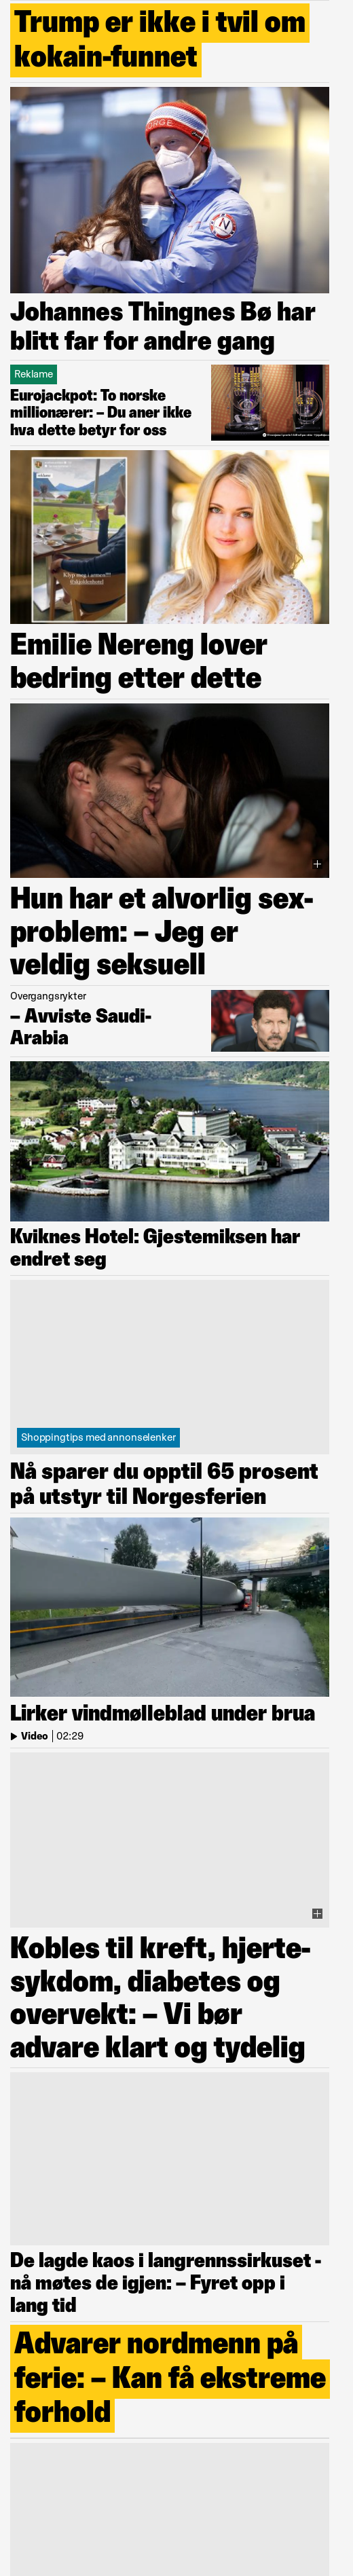 Trump er ikke i tvil om
kokain-funnet
Johannes Thingnes Bø har
blitt far for andre gang
Reklame
Eurojackpot: To norske
millionærer: – Du aner ikke
hva dette betyr for oss
Klyp meg i armen!!!
Emilie Nereng lover
bedring etter dette
Hun har et alvorlig sex-
problem: – Jeg er
veldig seksuell
Overgangsrykter
– Avviste Saudi-
Arabia
Kviknes Hotel: Gjestemiksen har
endret seg
Shoppingtips med annonselenker
Nå sparer du opptil 65 prosent
på utstyr til Norgesferien
Lirker vindmølleblad under brua
Video | 02:29
Kobles til kreft, hjerte-
sykdom, diabetes og
overvekt: – Vi bør
advare klart og tydelig
De lagde kaos i langrennssirkuset -
nå møtes de igjen: – Fyret opp i
lang tid
Advarer nordmenn på
ferie: – Kan få ekstreme
forhold